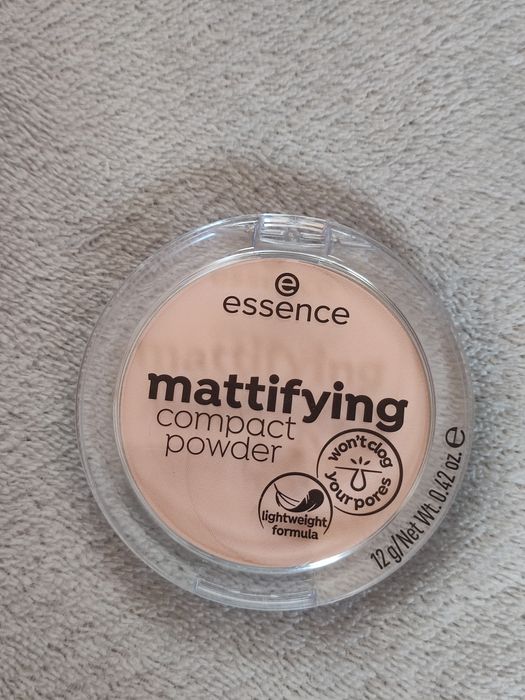 e
essence
mattifying
compact
powder
won't clog
your pores
lightweight
formula
12 g/Net Wt. 0.42 oz. ℮